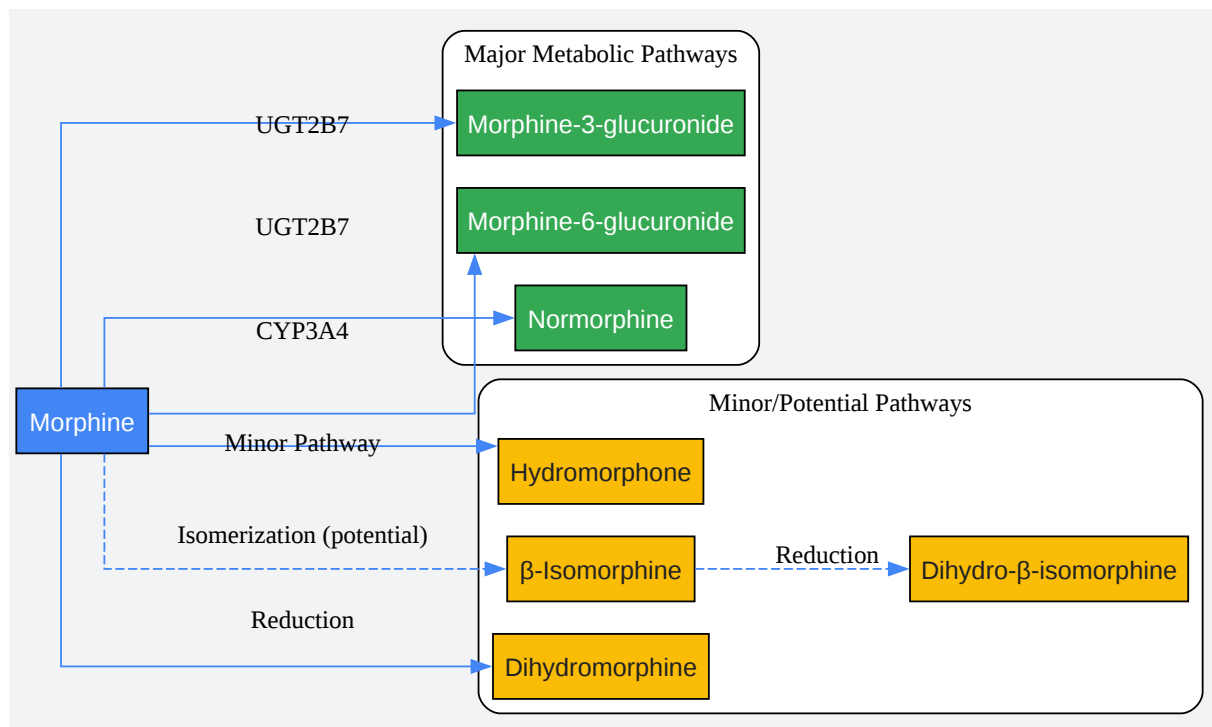 Major Metabolic Pathways
UGT2B7
Morphine-3-glucuronide
UGT2B7
Morphine-6-glucuronide
CYP3A4
Normorphine
Morphine
Minor/Potential Pathways
Minor Pathway
Hydromorphone
Isomerization (potential)
β-Isomorphine
Reduction
Dihydro-β-isomorphine
Reduction
Dihydromorphine